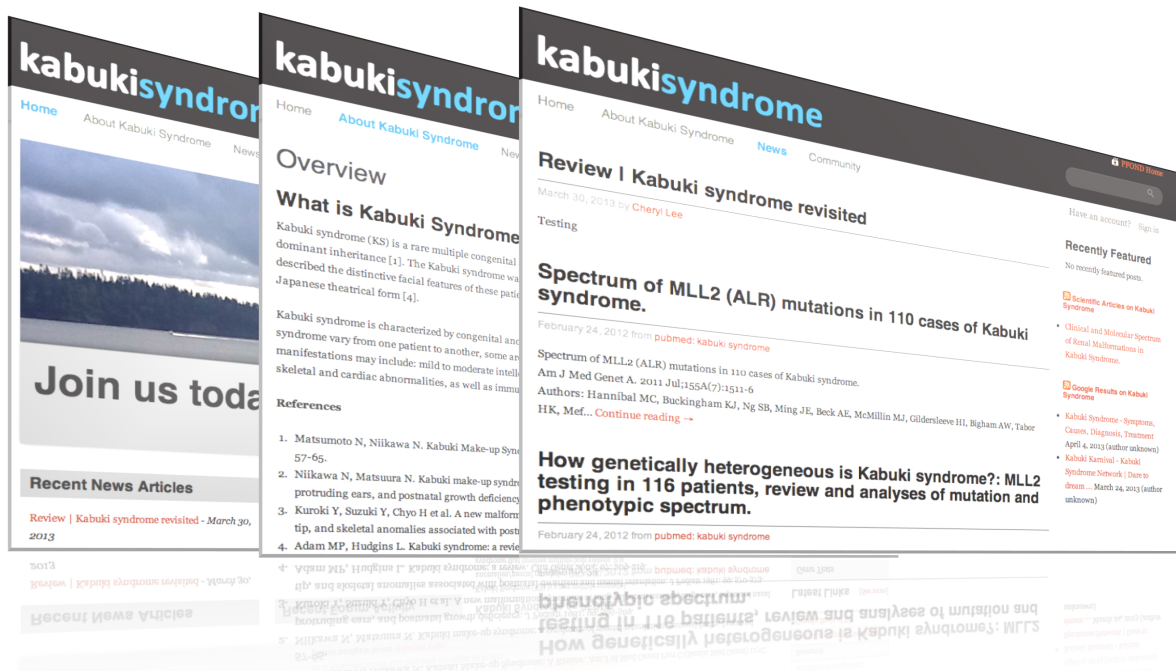 kabukisyndro
Home
About Kabuki Syndrome
News
Join us toda
Recent News Articles
Review | Kabuki syndrome revisited - March 30,
2013
kabukisyndrom
Home
About Kabuki Syndrome
New
Overview
What is Kabuki Syndrome
Kabuki syndrome (KS) is a rare multiple congenital
dominant inheritance [1]. The Kabuki syndrome wa
described the distinctive facial features of these patie
Japanese theatrical form [4].
Kabuki syndrome is characterized by congenital and
syndrome vary from one patient to another, some are
manifestations may include: mild to moderate intelle
skeletal and cardiac abnormalities, as well as immu
References
1. Matsumoto N, Niikawa N. Kabuki Make-up Syn
57-65.
2. Niikawa N, Matsuura N. Kabuki make-up syndro
protruding ears, and postnatal growth deficiency
3. Kuroki Y, Suzuki Y, Chyo H et al. A new malform
tip, and skeletal anomalies associated with postn
4. Adam MP, Hudgins L. Kabuki syndrome: a revie
kabukisyndrome
PPOND Home
Home
About Kabuki Syndrome
News
Community
Have an account? Sign in
Review | Kabuki syndrome revisited
March 30, 2013 by Cheryl Lee
Testing
Spectrum of MLL2 (ALR) mutations in 110 cases of Kabuki
syndrome.
February 24, 2012 from pubmed: kabuki syndrome
Spectrum of MLL2 (ALR) mutations in 110 cases of Kabuki syndrome.
Am J Med Genet A. 2011 Jul;155A(7):1511-6
Authors: Hannibal MC, Buckingham KJ, Ng SB, Ming JE, Beck AE, McMillin MJ, Gildersleeve HI, Bigham AW, Tabor
HK, Mef... Continue reading →
How genetically heterogeneous is Kabuki syndrome?: MLL2
testing in 116 patients, review and analyses of mutation and
phenotypic spectrum.
February 24, 2012 from pubmed: kabuki syndrome
Recently Featured
No recently featured posts.
Scientific Articles on Kabuki
Syndrome
• Clinical and Molecular Spectrum
of Renal Malformations in
Kabuki Syndrome.
Google Results on Kabuki
Syndrome
• Kabuki Syndrome - Symptoms,
Causes, Diagnosis, Treatment
April 4, 2013 (author unknown)
• Kabuki Karnival - Kabuki
Syndrome Network | Dare to
dream ... March 24, 2013 (author
unknown)